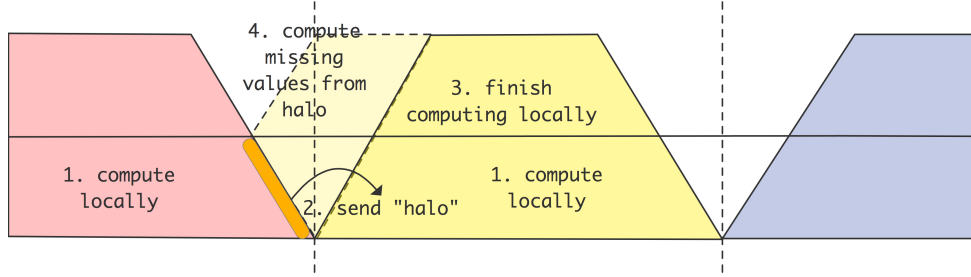 4. compute
missing
values from
halo
3. finish
computing locally
1. compute
locally
2. send "halo"
1. compute
locally